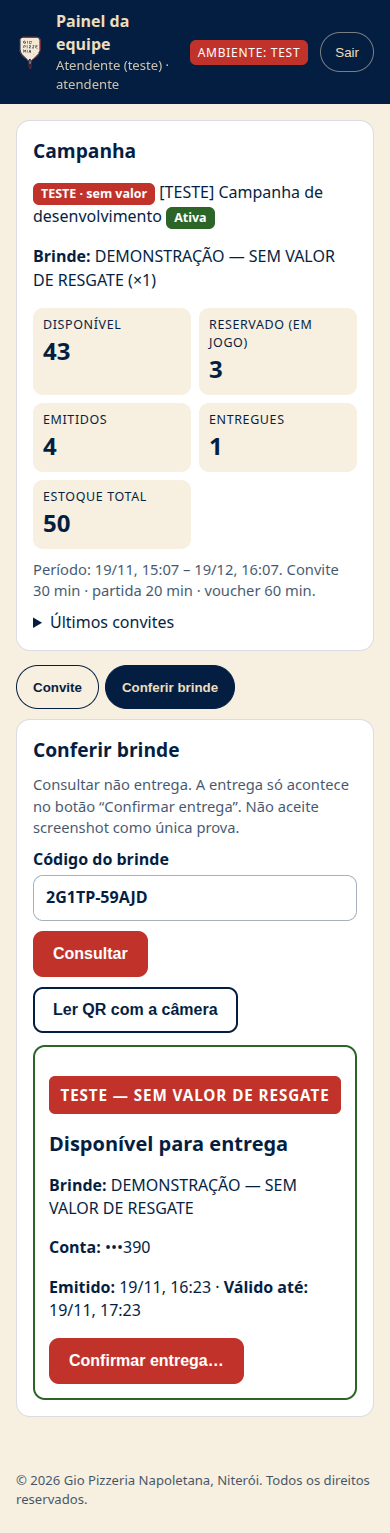 GIO
PIZZE
RIA
Painel da
equipe
Atendente (teste) ·
atendente
AMBIENTE: TEST
Sair
Campanha
TESTE · sem valor [TESTE] Campanha de
desenvolvimento Ativa
Brinde: DEMONSTRAÇÃO — SEM VALOR
DE RESGATE (×1)
DISPONÍVEL
43
RESERVADO (EM
JOGO)
3
EMITIDOS
4
ENTREGUES
1
ESTOQUE TOTAL
50
Período: 19/11, 15:07 – 19/12, 16:07. Convite
30 min · partida 20 min · voucher 60 min.
Últimos convites
Convite
Conferir brinde
Conferir brinde
Consultar não entrega. A entrega só acontece
no botão “Confirmar entrega”. Não aceite
screenshot como única prova.
Código do brinde
2G1TP-59AJD
Consultar
Ler QR com a câmera
TESTE — SEM VALOR DE RESGATE
Disponível para entrega
Brinde: DEMONSTRAÇÃO — SEM
VALOR DE RESGATE
Conta: •••390
Emitido: 19/11, 16:23 · Válido até:
19/11, 17:23
Confirmar entrega…
© 2026 Gio Pizzeria Napoletana, Niterói. Todos os direitos
reservados.